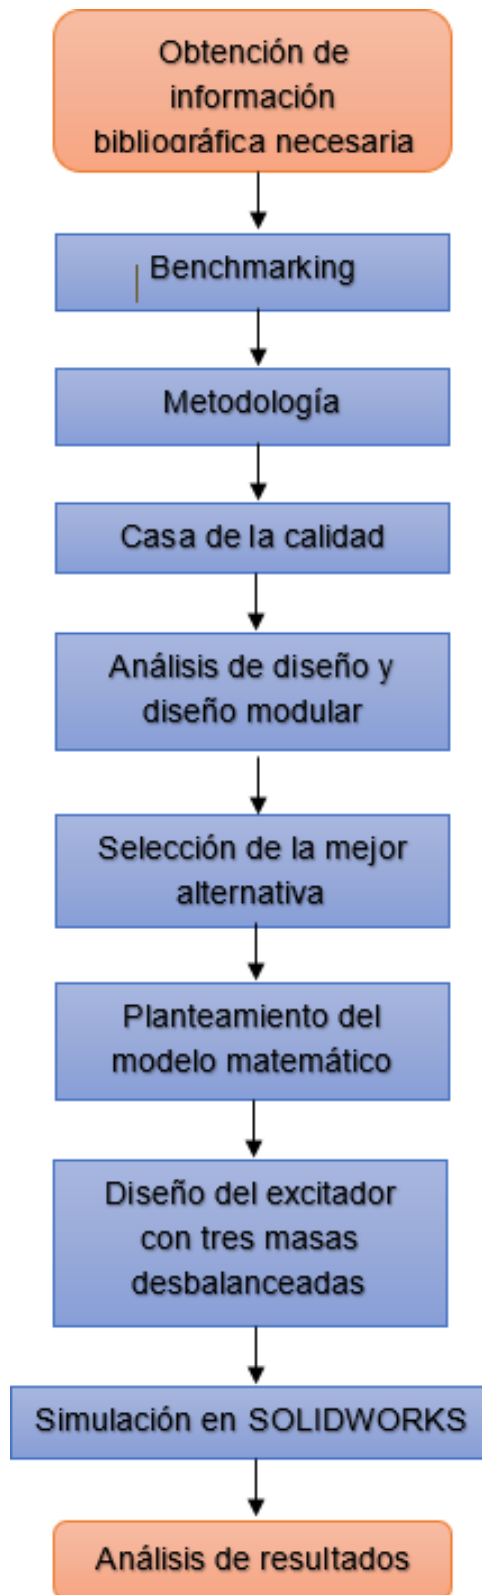 Obtención de
información
bibliográfica necesaria
Benchmarking
Metodología
Casa de la calidad
Análisis de diseño y
diseño modular
Selección de la mejor
alternativa
Planteamiento del
modelo matemático
Diseño del excitador
con tres masas
desbalanceadas
Simulación en SOLIDWORKS
Análisis de resultados